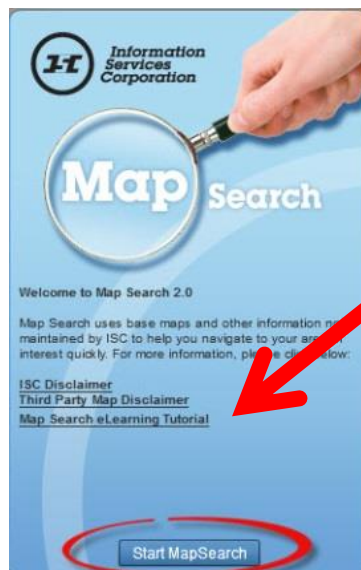 Information
Services
Corporation
Map Search
Welcome to Map Search 2.0
Map Search uses base maps and other information
maintained by ISC to help you navigate to your
interest quickly. For more information, below:
ISC Disclaimer
Third Party Map Disclaimer
Map Search eLearning Tutorial
Start MapSearch